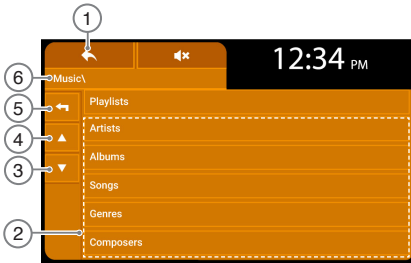 1
12:34 PM
6
Music\
5
Playlists
4
Artists
Albums
3
Songs
Genres
2
Composers